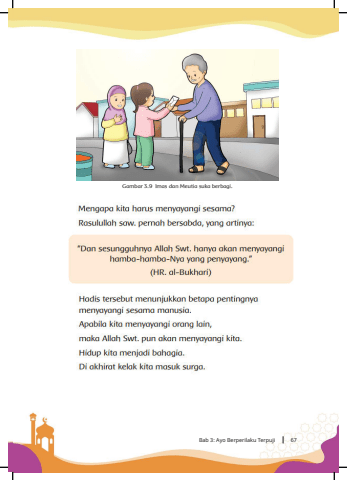 Gambar 3.9 Imas dan Meutia suka berbagi.
Mengapa kita harus menyayangi sesama?
Rasulullah saw. pernah bersabda, yang artinya:
"Dan sesungguhnya Allah Swt. hanya akan menyayangi
hamba-hamba-Nya yang penyayang."
(HR. al-Bukhari)
Hadis tersebut menunjukkan betapa pentingnya
menyayangi sesama manusia.
Apabila kita menyayangi orang lain,
maka Allah Swt. pun akan menyayangi kita.
Hidup kita menjadi bahagia.
Di akhirat kelak kita masuk surga.
Bab 3: Ayo Berperilaku Terpuji | 67